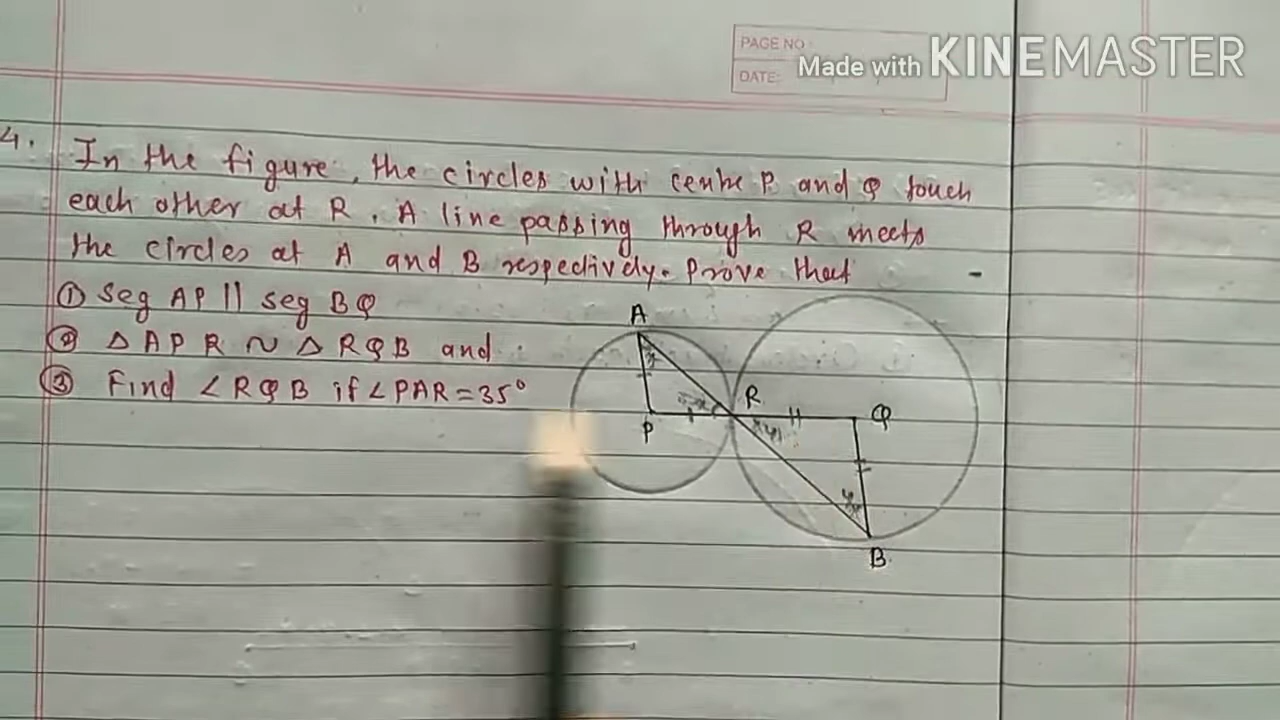 PAGE NO :
DATE:
Made with KINEMASTER
4. In the figure, the circles with centre P and Q touch
each other at R. A line passing through R meets
the circles at A and B respectively. Prove that
① seg AP || seg BQ
② Δ APR ~ Δ RQB and
③ Find ∠RQB if ∠PAR = 35°
A
x
x
R
P
Q
B